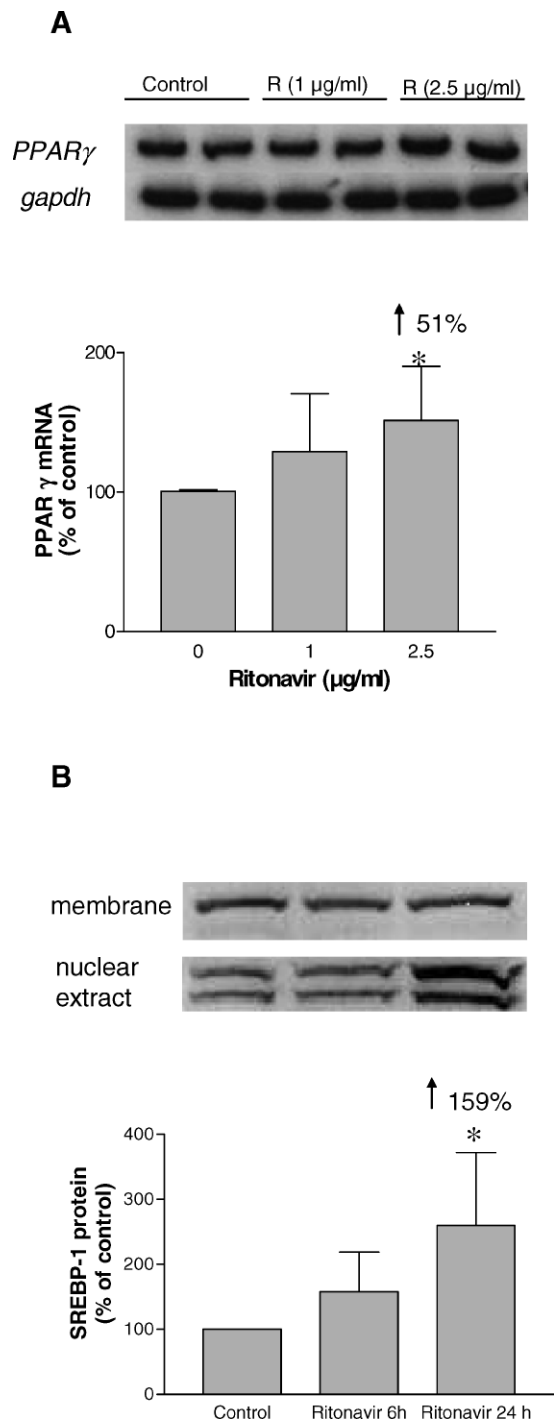 A
Control R (1 µg/ml) R (2.5 µg/ml)
PPARγ
gapdh
↑ 51%
*
200
100
0
PPAR γ mRNA
(% of control)
0 1 2.5
Ritonavir (µg/ml)
B
membrane
nuclear
extract
↑ 159%
*
400
300
200
100
0
SREBP-1 protein
(% of control)
Control Ritonavir 6h Ritonavir 24 h